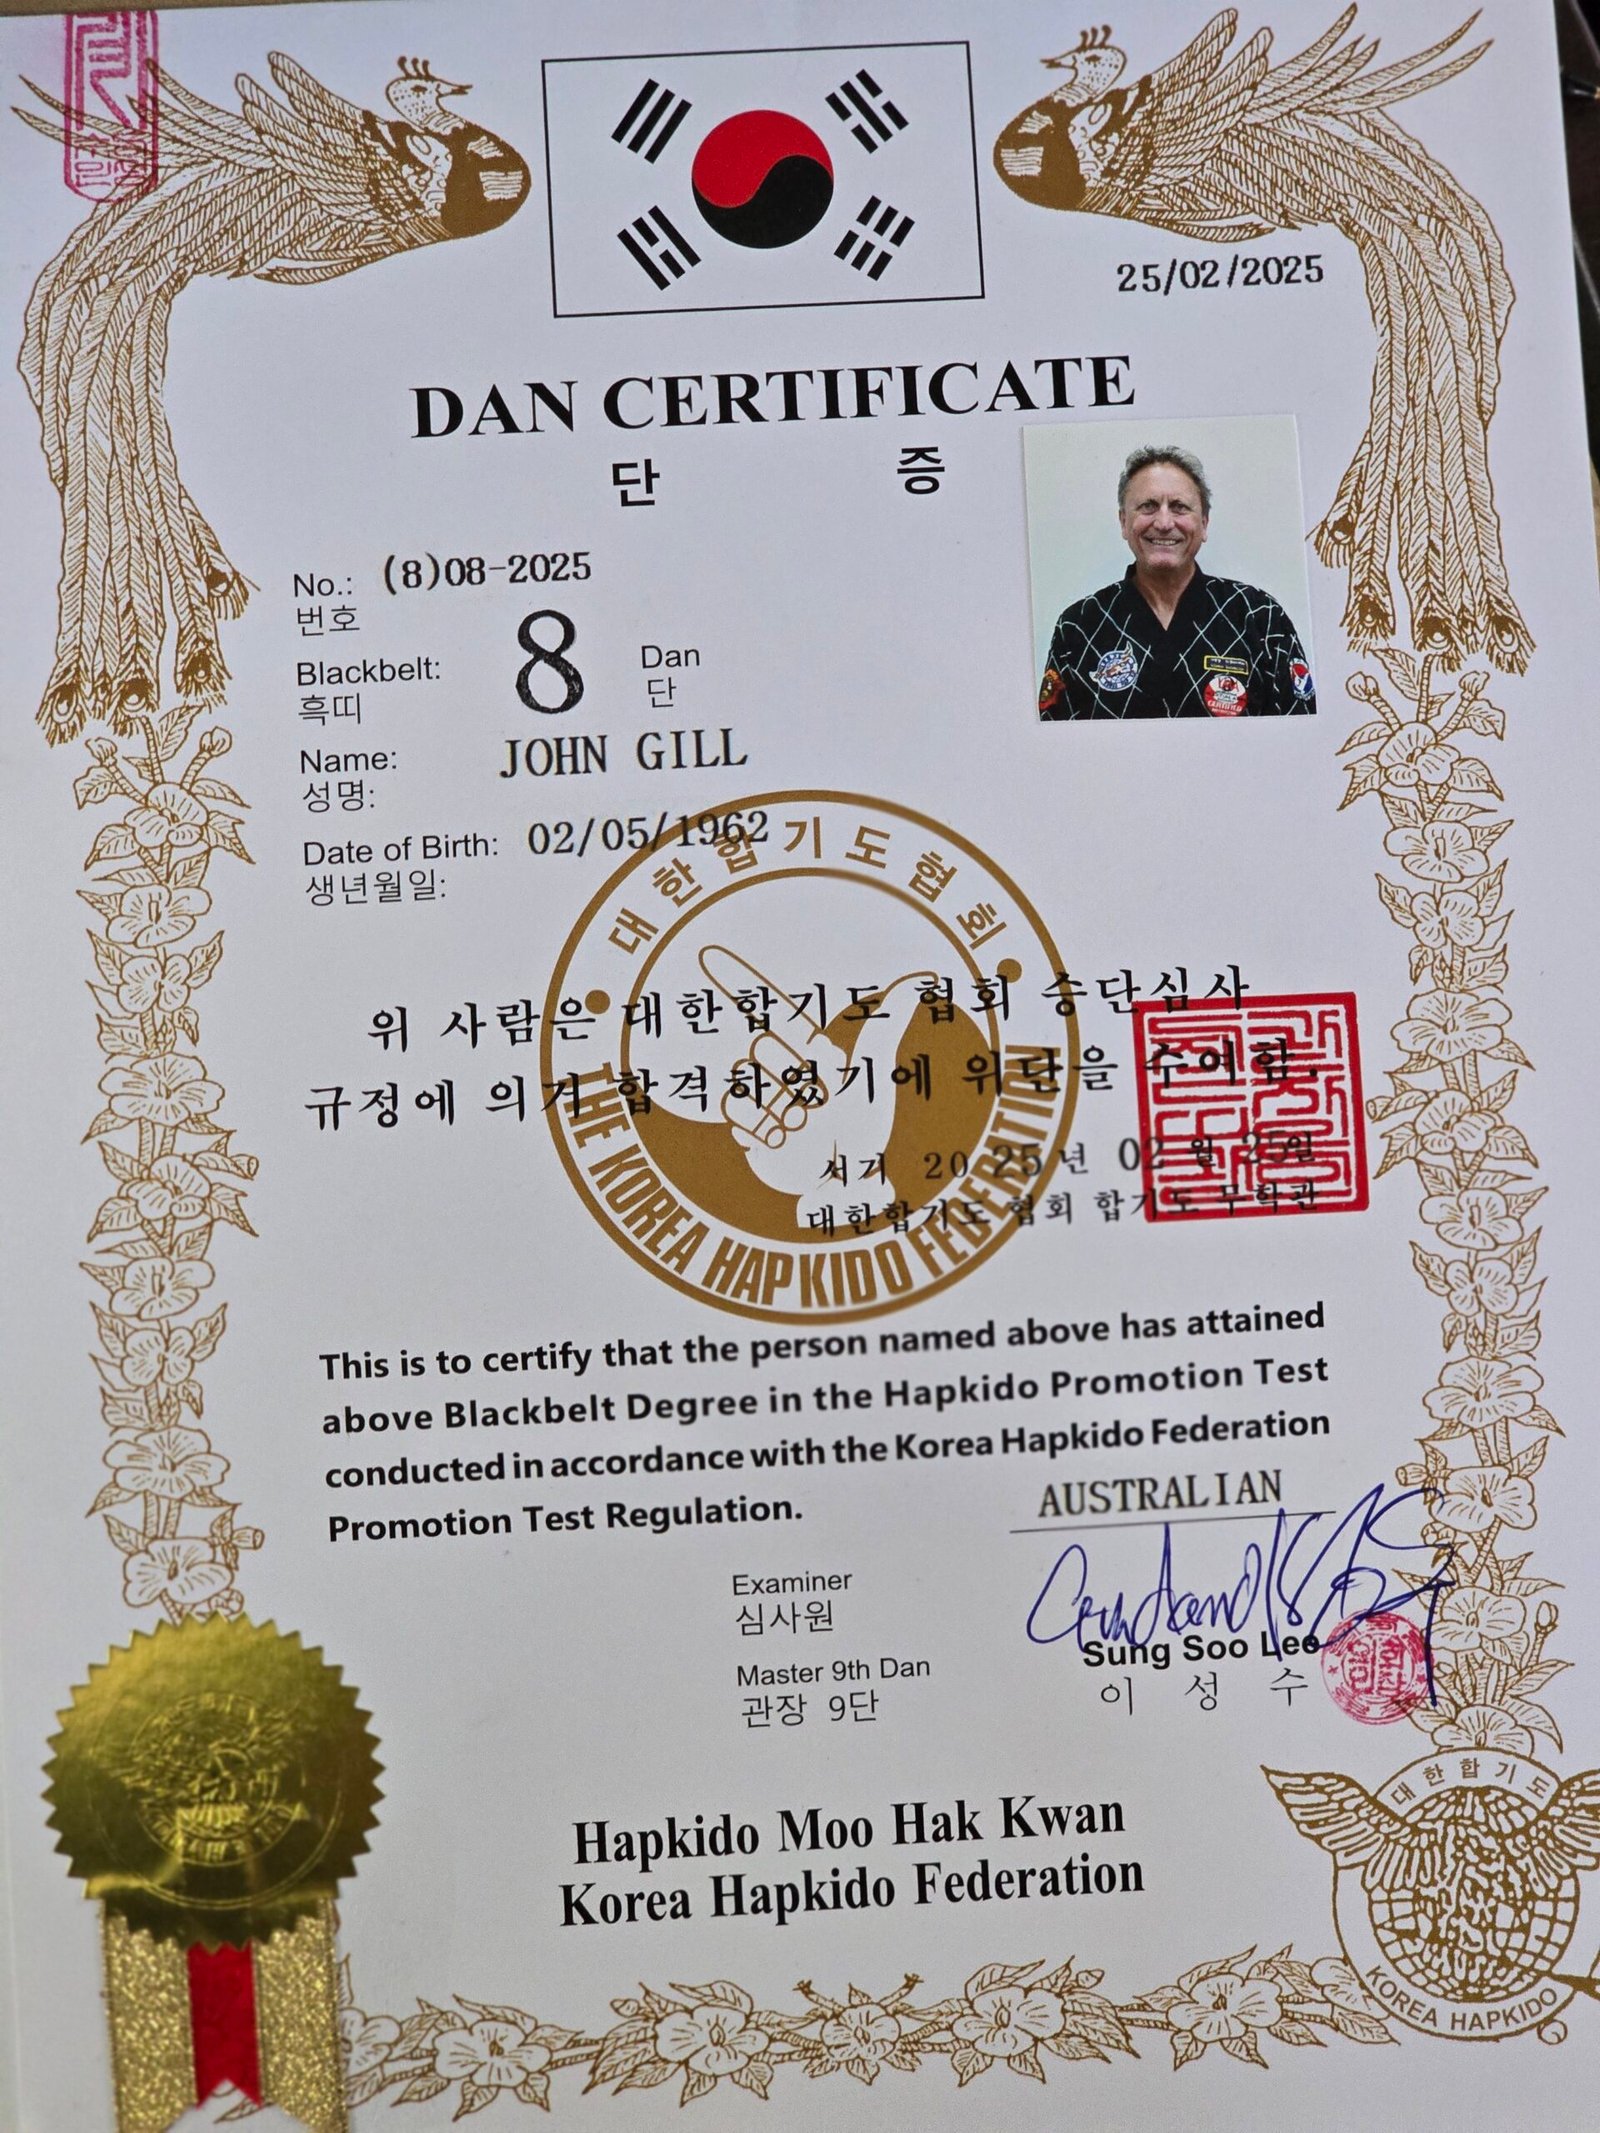 25/02/2025
DAN CERTIFICATE
단 증
No.: (8)08-2025
번호
Blackbelt: 8 Dan
흑띠 단
Name: JOHN GILL
성명:
Date of Birth: 02/05/1962
생년월일:
대한합기도협회
위 사람은 대한합기도 협회 승단심사
규정에 의거 합격하였기에 위단을 수여함.
서기 2025년 02월 25일
대한합기도 협회 합기도 무학관
THE KOREA HAPKIDO FEDERATION
This is to certify that the person named above has attained
above Blackbelt Degree in the Hapkido Promotion Test
conducted in accordance with the Korea Hapkido Federation
Promotion Test Regulation.
AUSTRALIAN
Examiner
심사원
Sung Soo Lee
Master 9th Dan
관장 9단
이 성 수
Hapkido Moo Hak Kwan
Korea Hapkido Federation
대한합기도
KOREA HAPKIDO